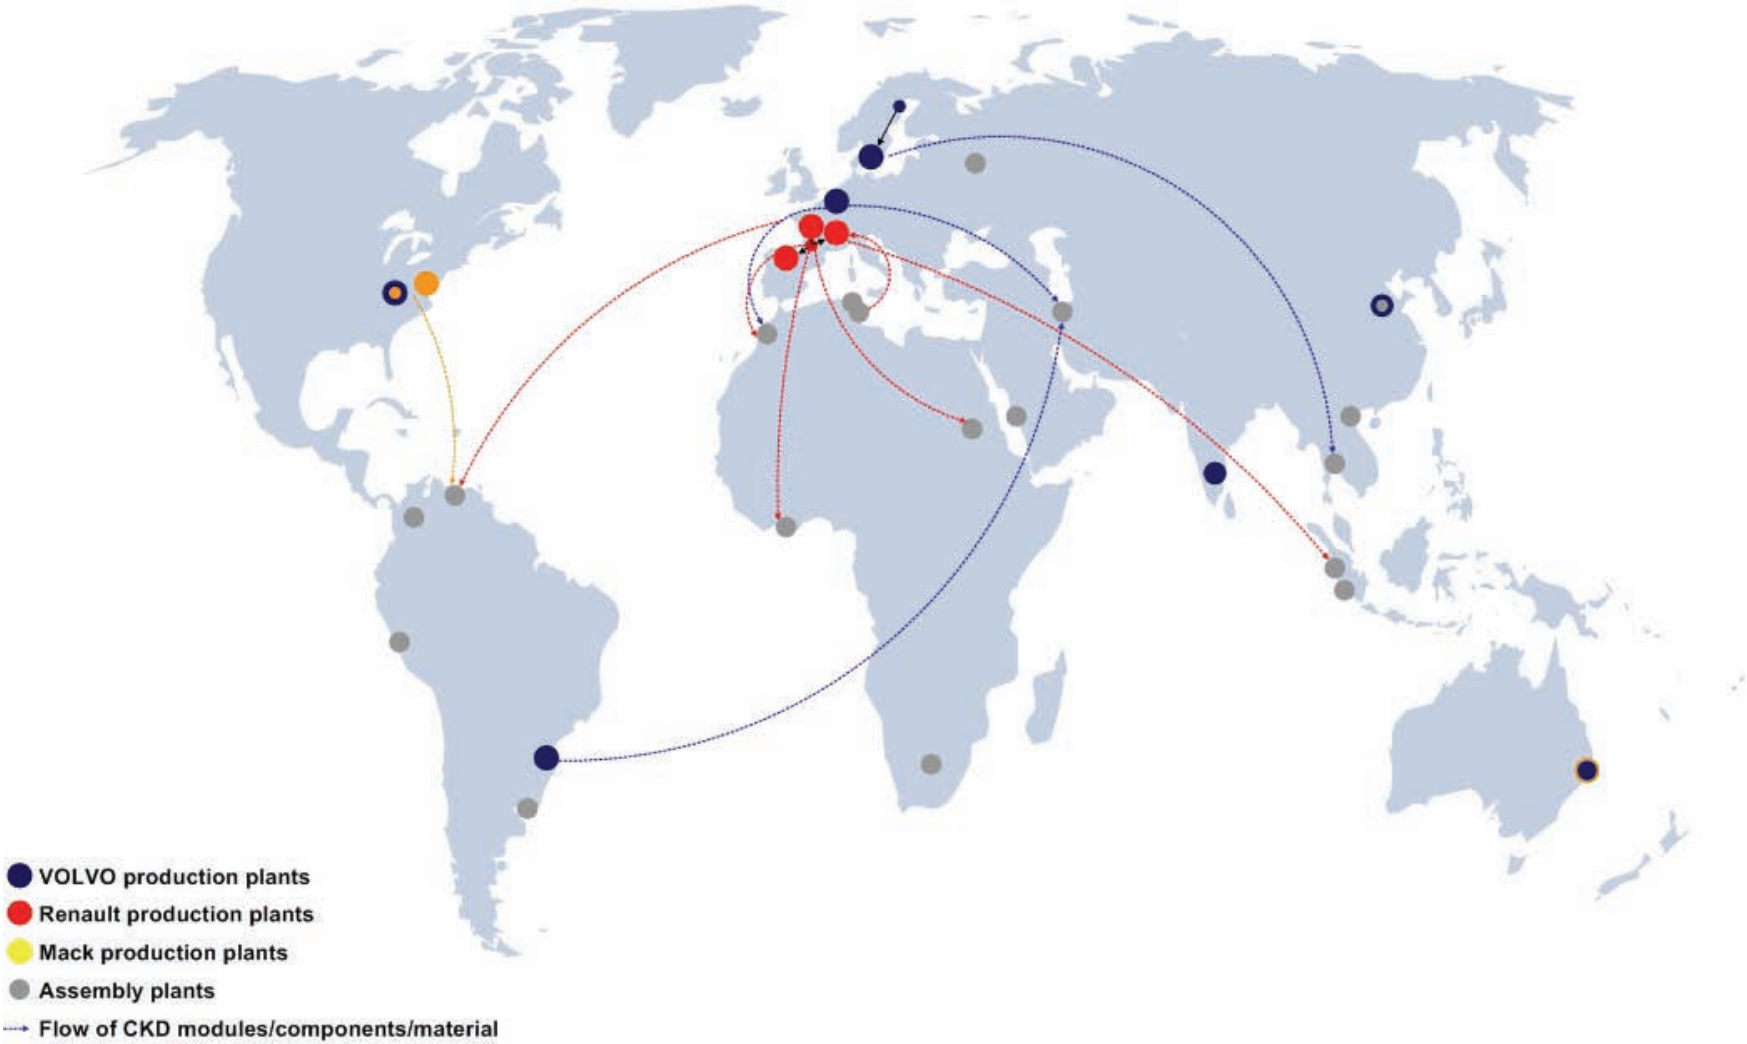 VOLVO production plants
Renault production plants
Mack production plants
Assembly plants
Flow of CKD modules/components/material